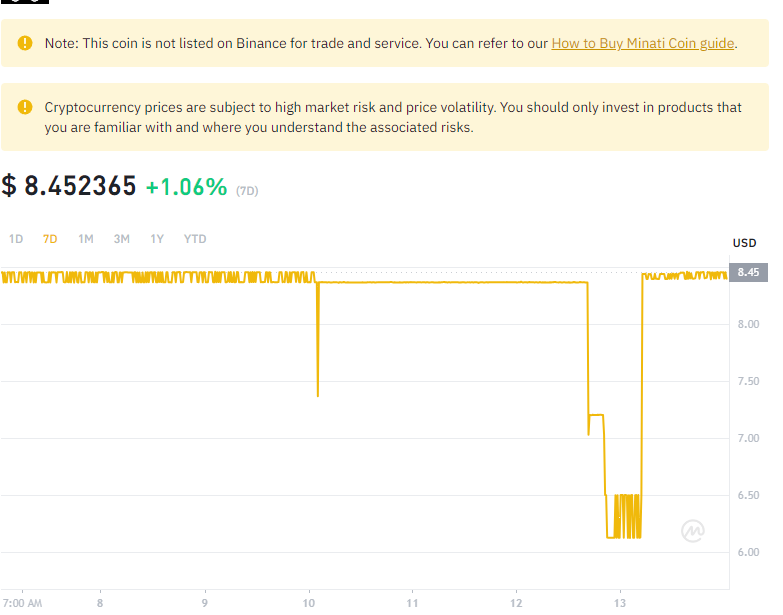 Note: This coin is not listed on Binance for trade and service. You can refer to our How to Buy Minati Coin guide.
Cryptocurrency prices are subject to high market risk and price volatility. You should only invest in products that
you are familiar with and where you understand the associated risks.
$ 8.452365 +1.06% (7D)
1D 7D 1M 3M 1Y YTD
USD
8.45
8.00
7.50
7.00
6.50
6.00
7:00 AM 8 9 10 11 12 13